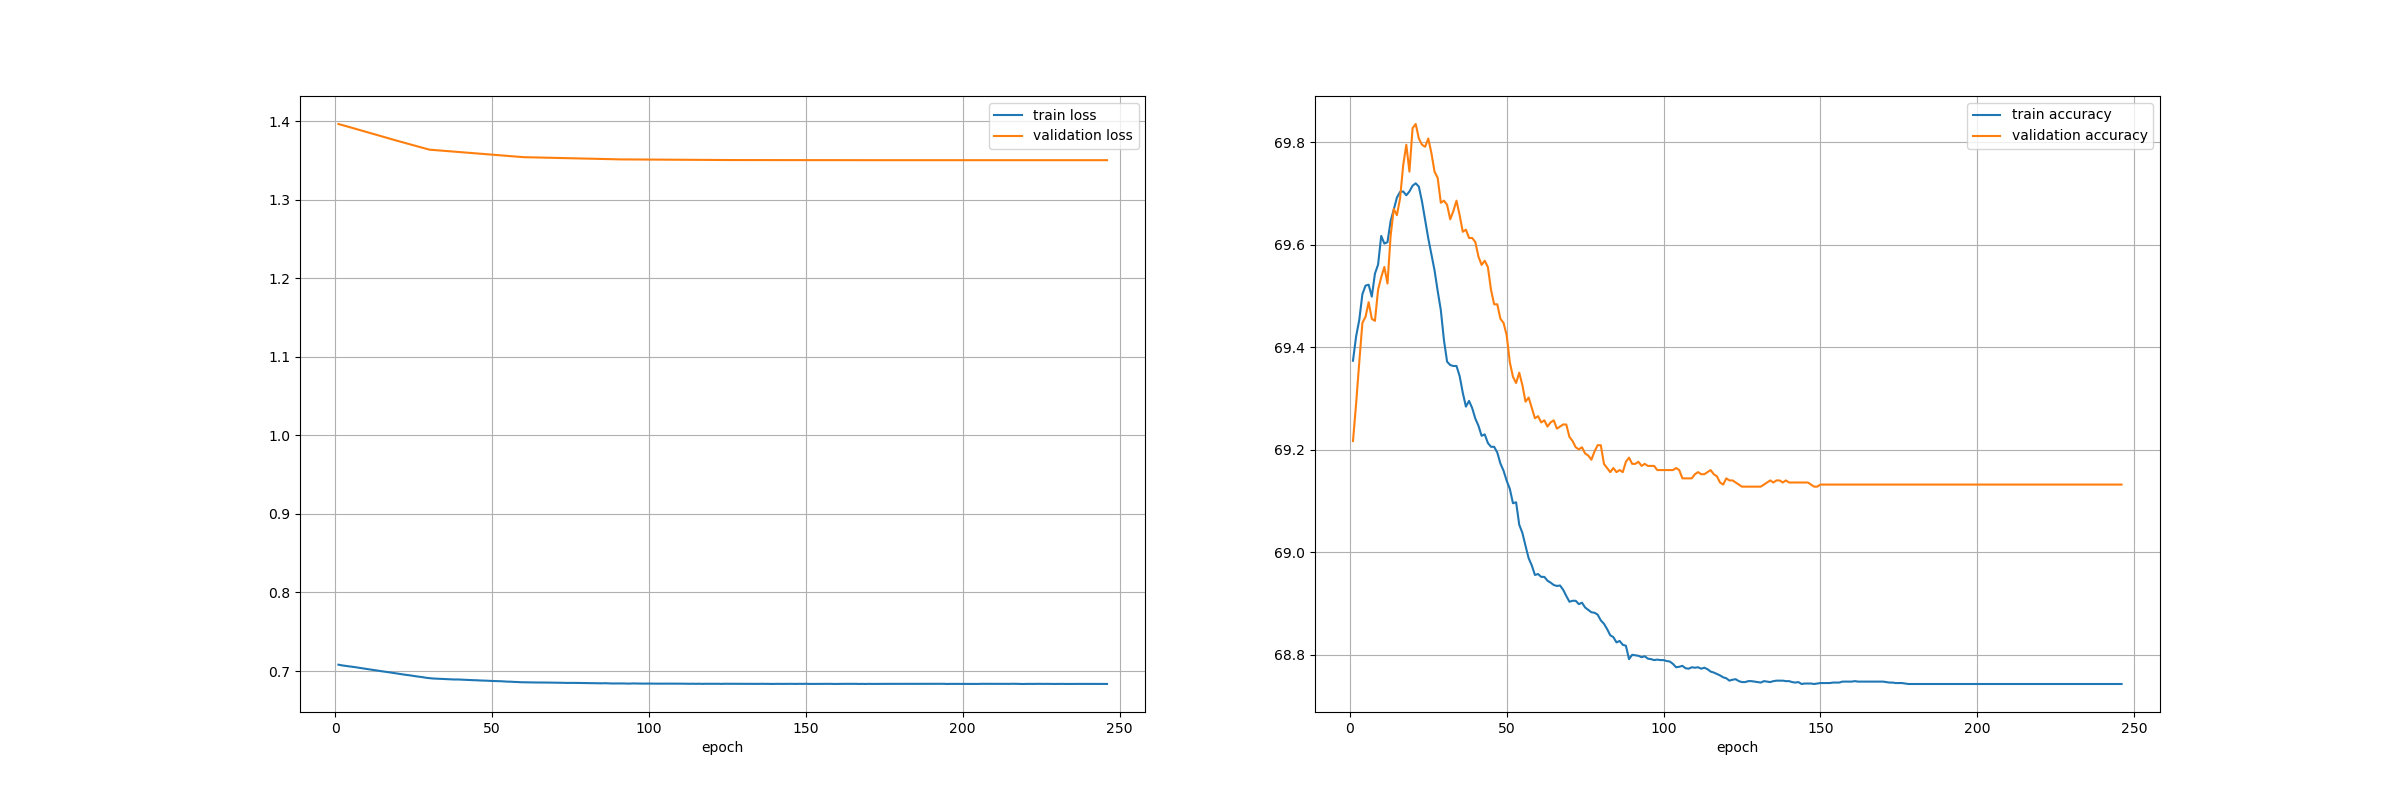 train loss
validation loss
1.4
1.3
1.2
1.1
1.0
0.9
0.8
0.7
0 50 100 150 200 250
epoch
train accuracy
validation accuracy
69.8
69.6
69.4
69.2
69.0
68.8
0 50 100 150 200 250
epoch